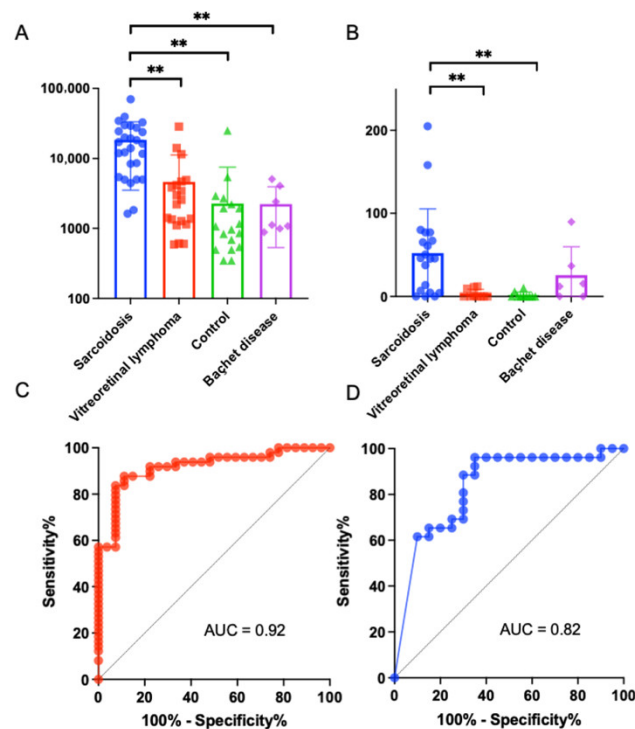 A
**
**
**
100.000
10,000
1000
100
Sarcoidosis
Vitreoretinal lymphoma
Control
Baçhet disease
B
**
**
200
100
0
Sarcoidosis
Vitreoretinal lymphoma
Control
Baçhet disease
C
Sensitivity%
100
80
60
40
20
0
AUC = 0.92
0 20 40 60 80 100
100% - Specificity%
D
Sensitivity%
100
80
60
40
20
0
AUC = 0.82
0 20 40 60 80 100
100% - Specificity%